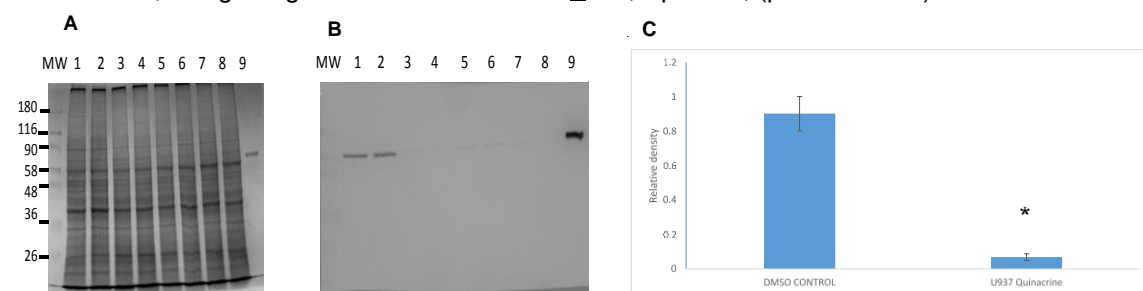 A
B
C
MW 1 2 3 4 5 6 7 8 9
MW 1 2 3 4 5 6 7 8 9
180
116
90
58
48
36
26
1.2
1
0.8
0.6
0.4
0.2
0
Relative density
*
DMSO CONTROL
U937 Quinacrine